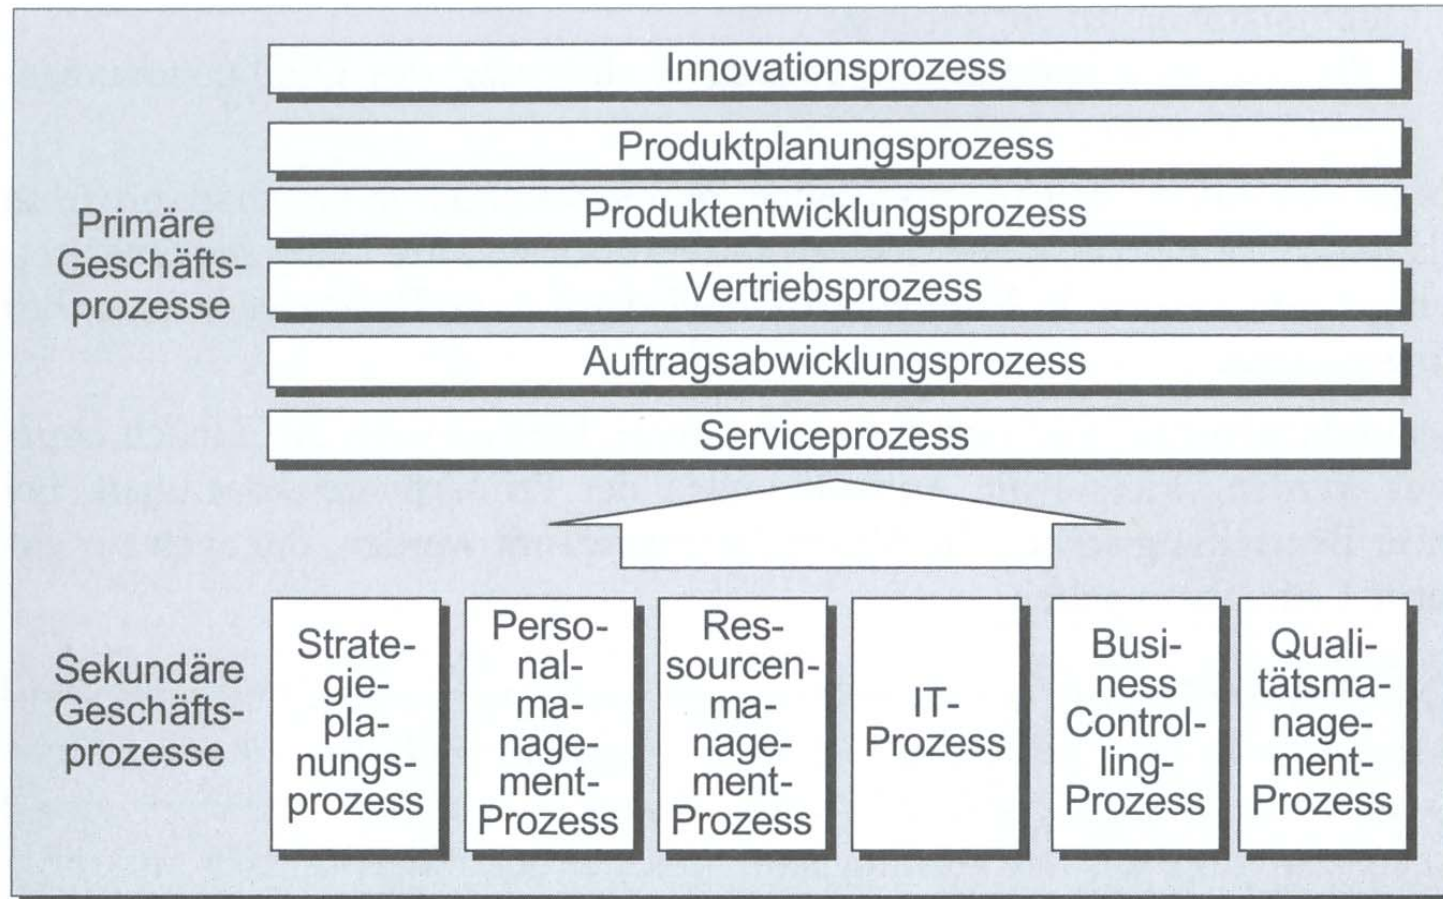 Innovationsprozess
Produktplanungsprozess
Primäre
Geschäfts-
prozesse
Produktentwicklungsprozess
Vertriebsprozess
Auftragsabwicklungsprozess
Serviceprozess
Sekundäre
Geschäfts-
prozesse
Strate-
gie-
pla-
nungs-
prozess
Perso-
nal-
ma-
nage-
ment-
Prozess
Res-
sourcen-
ma-
nage-
ment-
Prozess
IT-
Prozess
Busi-
ness
Control-
ling-
Prozess
Quali-
tätsma-
nage-
ment-
Prozess